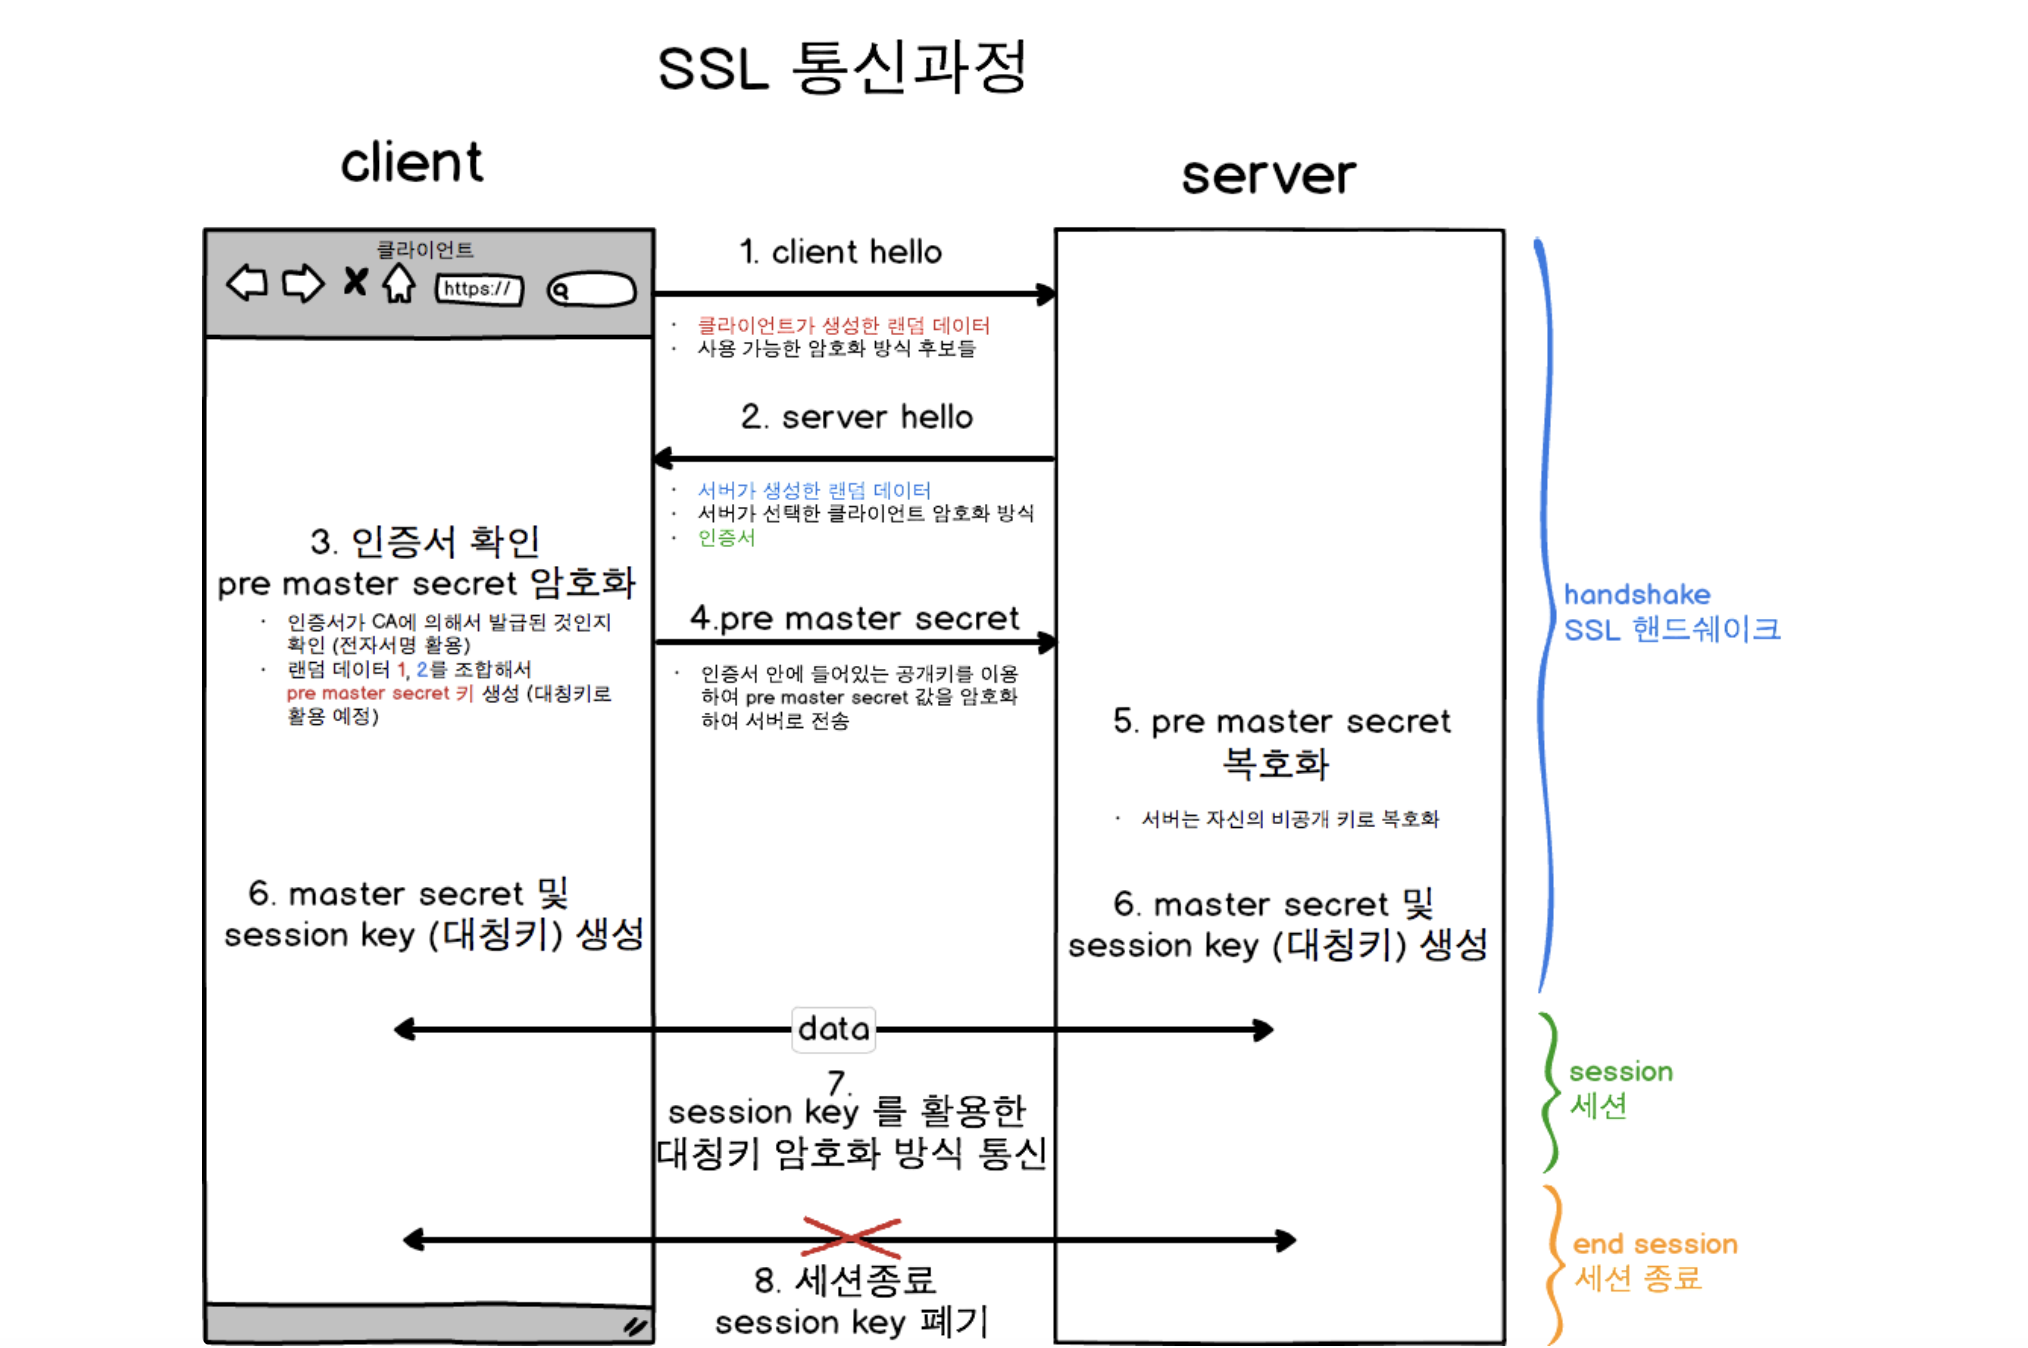 SSL 통신과정
client
server
클라이언트
https://
1. client hello
· 클라이언트가 생성한 랜덤 데이터
· 사용 가능한 암호화 방식 후보들
2. server hello
· 서버가 생성한 랜덤 데이터
· 서버가 선택한 클라이언트 암호화 방식
· 인증서
3. 인증서 확인
pre master secret 암호화
· 인증서가 CA에 의해서 발급된 것인지
확인 (전자서명 활용)
· 랜덤 데이터 1, 2를 조합해서
pre master secret 키 생성 (대칭키로
활용 예정)
4.pre master secret
· 인증서 안에 들어있는 공개키를 이용
하여 pre master secret 값을 암호화
하여 서버로 전송
5. pre master secret
복호화
· 서버는 자신의 비공개 키로 복호화
6. master secret 및
session key (대칭키) 생성
6. master secret 및
session key (대칭키) 생성
handshake
SSL 핸드쉐이크
data
7.
session key 를 활용한
대칭키 암호화 방식 통신
session
세션
8. 세션종료
session key 폐기
end session
세션 종료